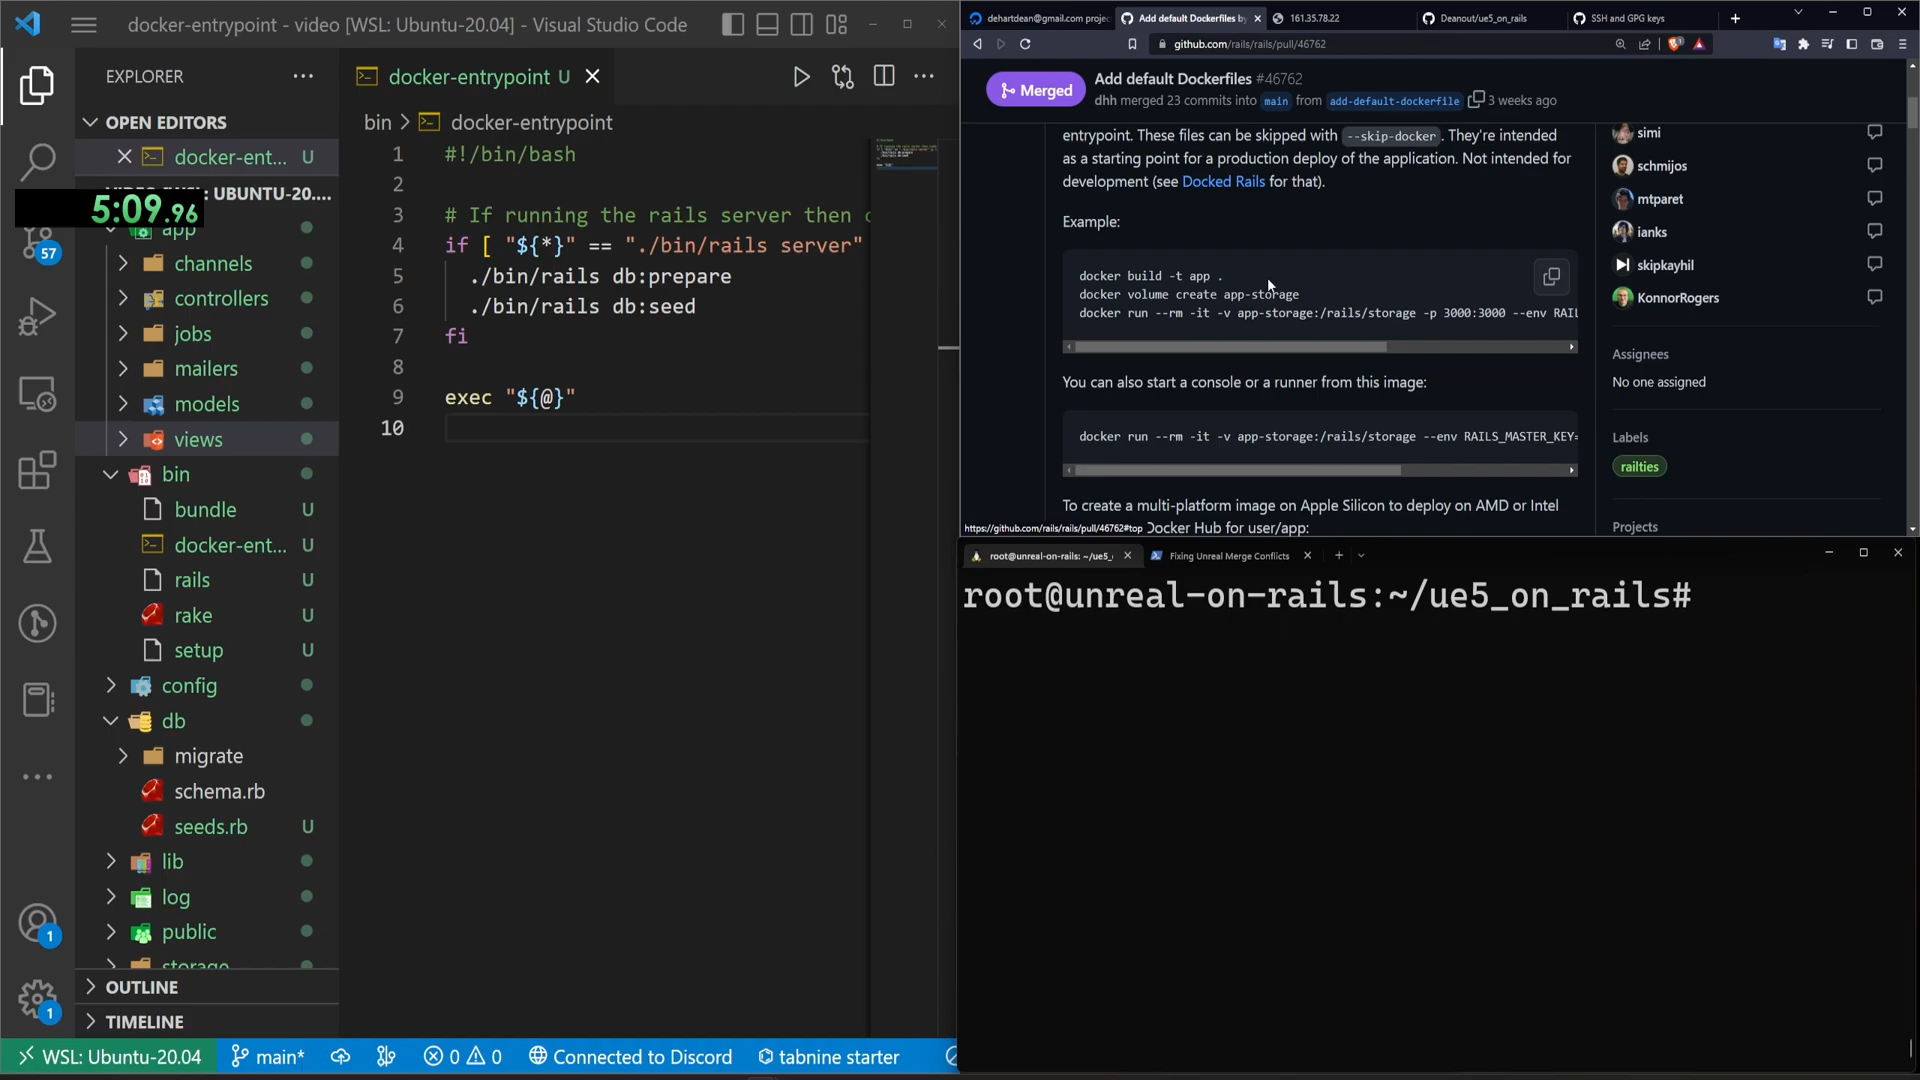 docker-entrypoint - video [WSL: Ubuntu-20.04] - Visual Studio Code
EXPLORER
OPEN EDITORS
docker-ent... U
: UBUNTU-20....
5:09.96
app
channels
controllers
jobs
mailers
models
views
bin
bundle U
docker-ent... U
rails U
rake U
setup U
config
db
migrate
schema.rb
seeds.rb U
lib
log
public
storage
OUTLINE
TIMELINE
57
1
1
docker-entrypoint U
bin > docker-entrypoint
1 #!/bin/bash
2
3 # If running the rails server then c
4 if [ "${*}" == "./bin/rails server"
5 ./bin/rails db:prepare
6 ./bin/rails db:seed
7 fi
8
9 exec "${@}"
10
WSL: Ubuntu-20.04 main* 0 0 Connected to Discord tabnine starter
dehartdean@gmail.com projec
Add default Dockerfiles by
161.35.78.22
Deanout/ue5_on_rails
SSH and GPG keys
github.com/rails/rails/pull/46762
Merged
Add default Dockerfiles #46762
dhh merged 23 commits into main from add-default-dockerfile 3 weeks ago
entrypoint. These files can be skipped with --skip-docker. They're intended
as a starting point for a production deploy of the application. Not intended for
development (see Docked Rails for that).
Example:
docker build -t app .
docker volume create app-storage
docker run --rm -it -v app-storage:/rails/storage -p 3000:3000 --env RAIL
You can also start a console or a runner from this image:
docker run --rm -it -v app-storage:/rails/storage --env RAILS_MASTER_KEY=
To create a multi-platform image on Apple Silicon to deploy on AMD or Intel
https://github.com/rails/rails/pull/46762#top Docker Hub for user/app:
simi
schmijos
mtparet
ianks
skipkayhil
KonnorRogers
Assignees
No one assigned
Labels
railties
Projects
root@unreal-on-rails: ~/ue5_
Fixing Unreal Merge Conflicts
root@unreal-on-rails:~/ue5_on_rails#